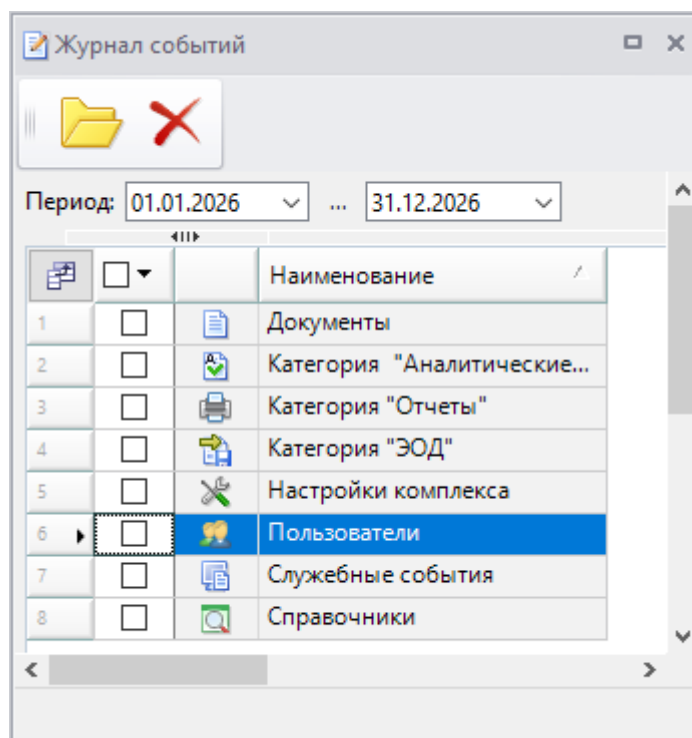 Журнал событий
Период: 01.01.2026 ... 31.12.2026
Наименование
1 Документы
2 Категория "Аналитические...
3 Категория "Отчеты"
4 Категория "ЭОД"
5 Настройки комплекса
6 Пользователи
7 Служебные события
8 Справочники